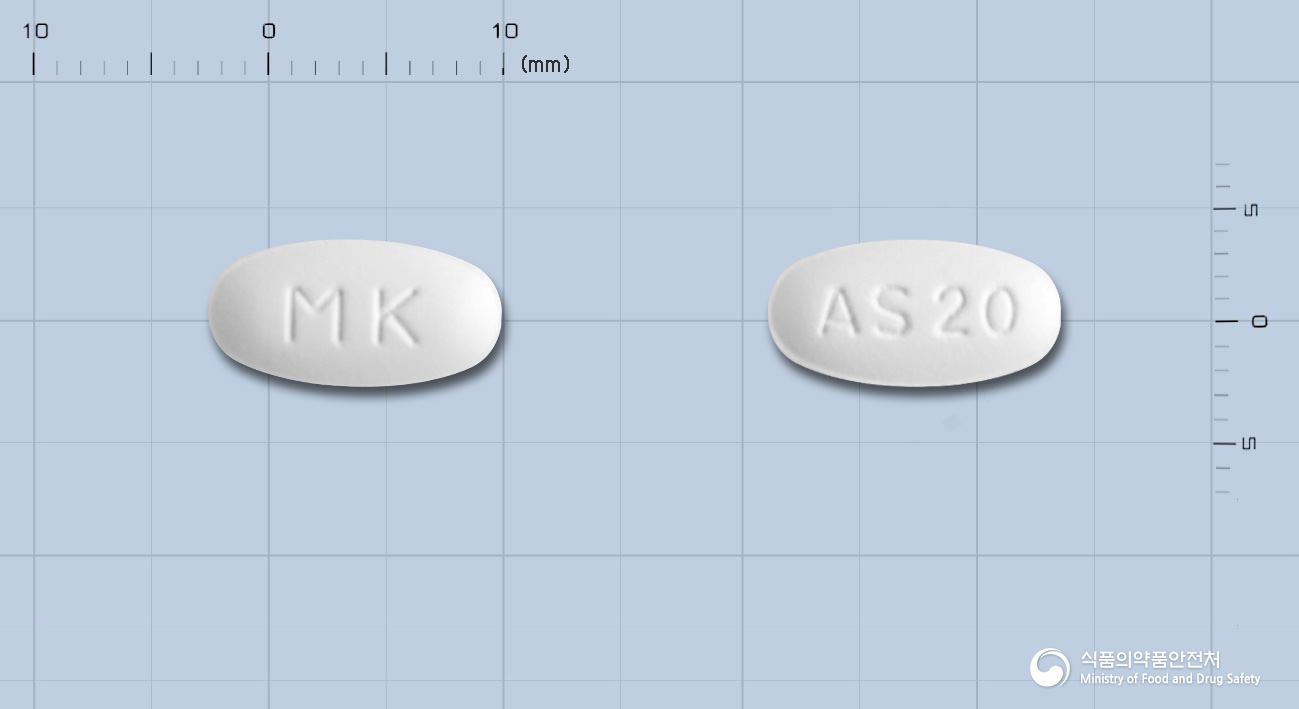 10 0 10
(mm)
MK
AS20
5
0
5
식품의약품안전처
Ministry of Food and Drug Safety